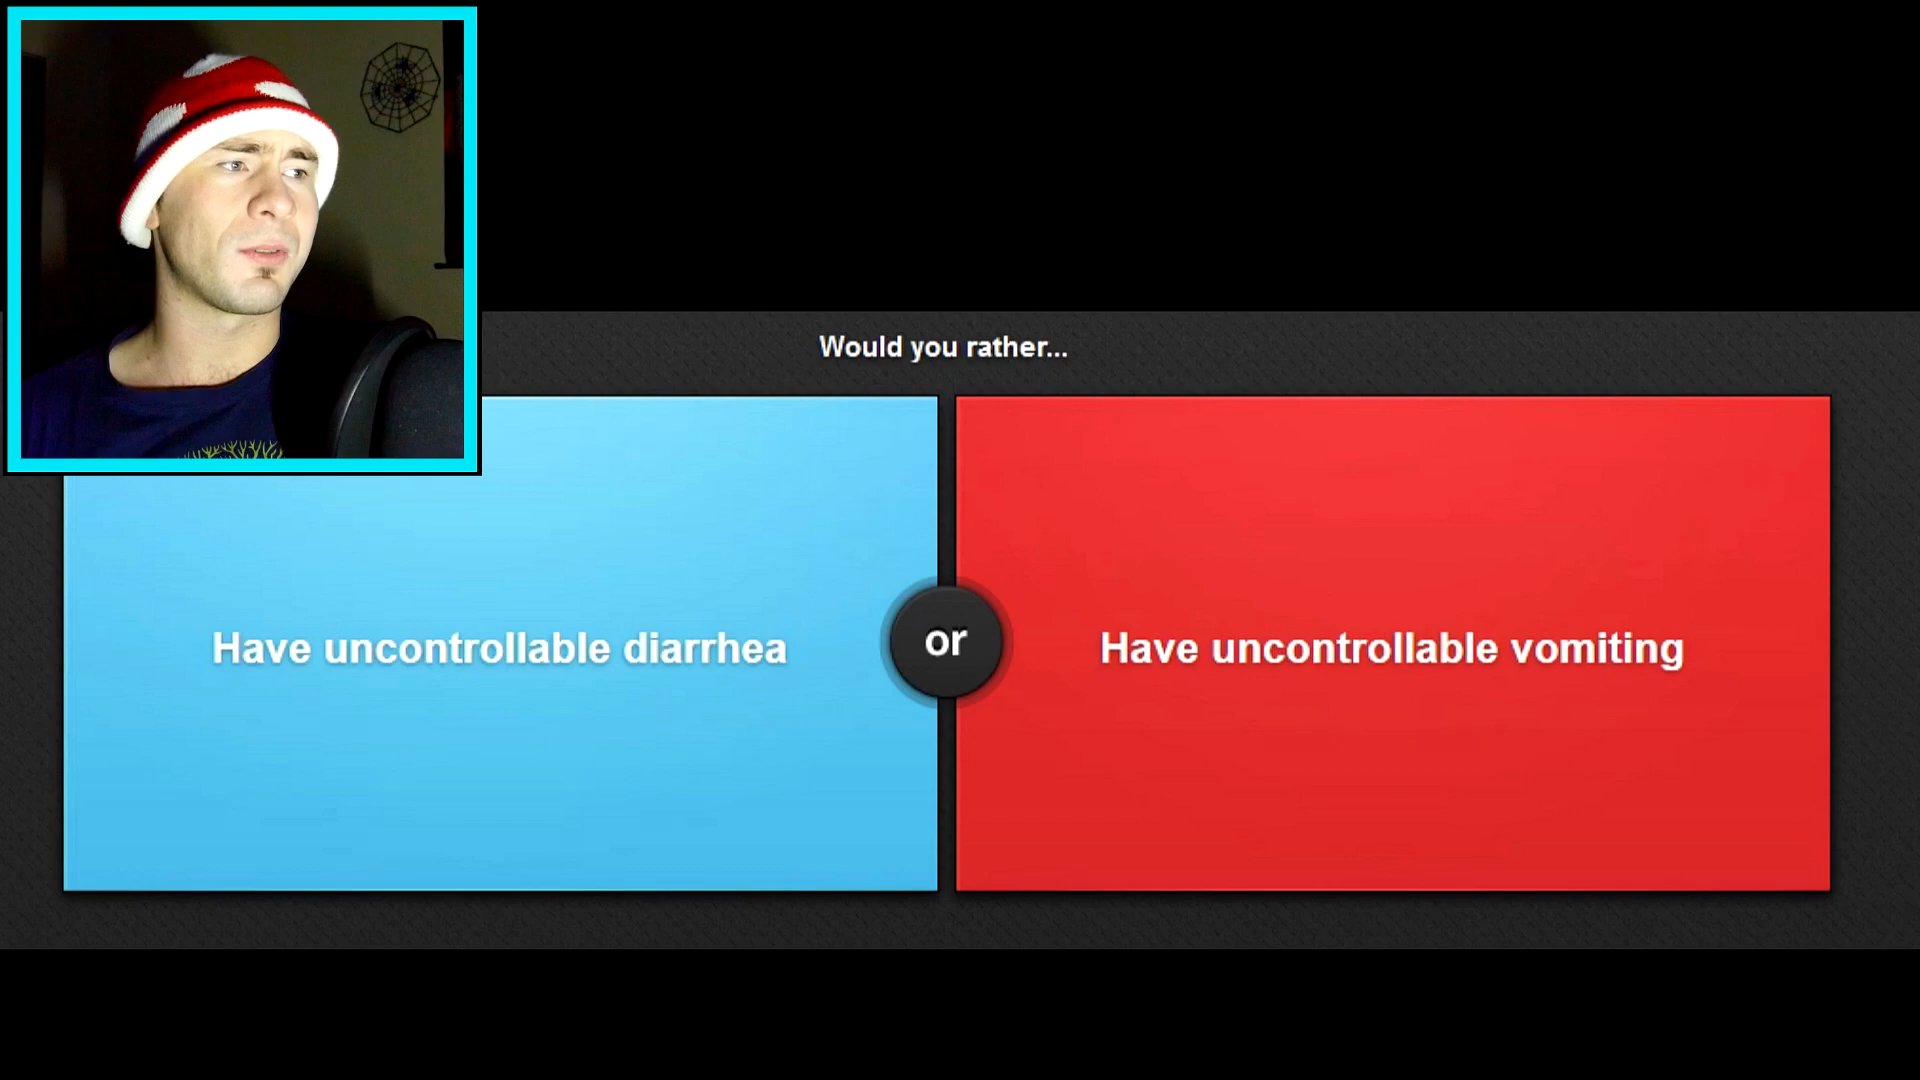 Would you rather...
Have uncontrollable diarrhea
or
Have uncontrollable vomiting